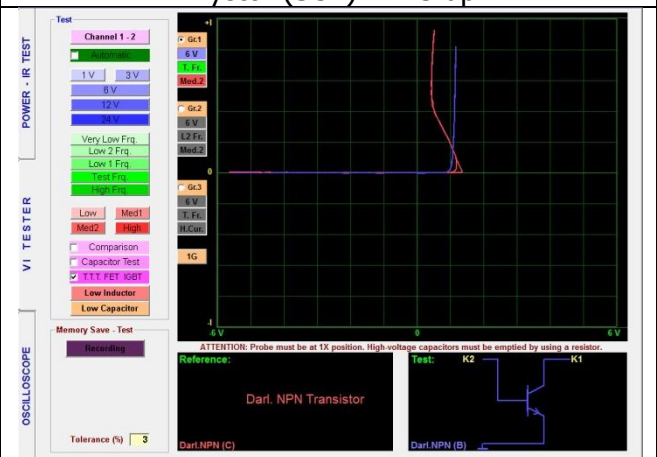 Test
Channel 1 - 2
Automatic
1 V
3 V
6 V
12 V
24 V
Very Low Frq.
Low 2 Frq.
Low 1 Frq.
Test Frq.
High Frq.
Low
Med1
Med2
High
Comparison
Capacitor Test
T.T.T. FET IGBT
Low Inductor
Low Capacitor
Memory Save - Test
Recording
Tolerance (%)
3
POWER - IR TEST
VI TESTER
OSCILLOSCOPE
Gr.1
6 V
T. Fr.
Med.2
Gr.2
6 V
L2 Fr.
Med.2
Gr.3
6 V
T. Fr.
H.Cur.
1G
+I
0
-I
-6 V
0
6 V
ATTENTION: Probe must be at 1X position. High-voltage capacitors must be emptied by using a resistor.
Reference:
Darl. NPN Transistor
Darl.NPN (C)
Test:
K2
K1
Darl.NPN (B)